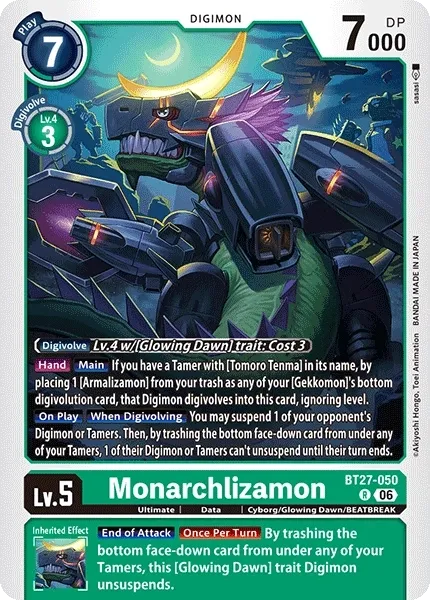 Play
7
DIGIMON
7000
DP
Digivolve
Lv.4
3
sasasi
©Akiyoshi Hongo, Toei Animation BANDAI MADE IN JAPAN
Digivolve Lv.4 w/[Glowing Dawn] trait: Cost 3
Hand Main If you have a Tamer with [Tomoro Tenma] in its name, by
placing 1 [Armalizamon] from your trash as any of your [Gekkomon]'s bottom
digivolution card, that Digimon digivolves into this card, ignoring level.
On Play When Digivolving You may suspend 1 of your opponent's
Digimon or Tamers. Then, by trashing the bottom face-down card from under any
of your Tamers, 1 of their Digimon or Tamers can't unsuspend until their turn ends.
Lv.5
Monarchlizamon
BT27-050
R 06
Ultimate Data Cyborg/Glowing Dawn/BEATBREAK
Inherited Effect
End of Attack Once Per Turn By trashing the
bottom face-down card from under any of your
Tamers, this [Glowing Dawn] trait Digimon
unsuspends.